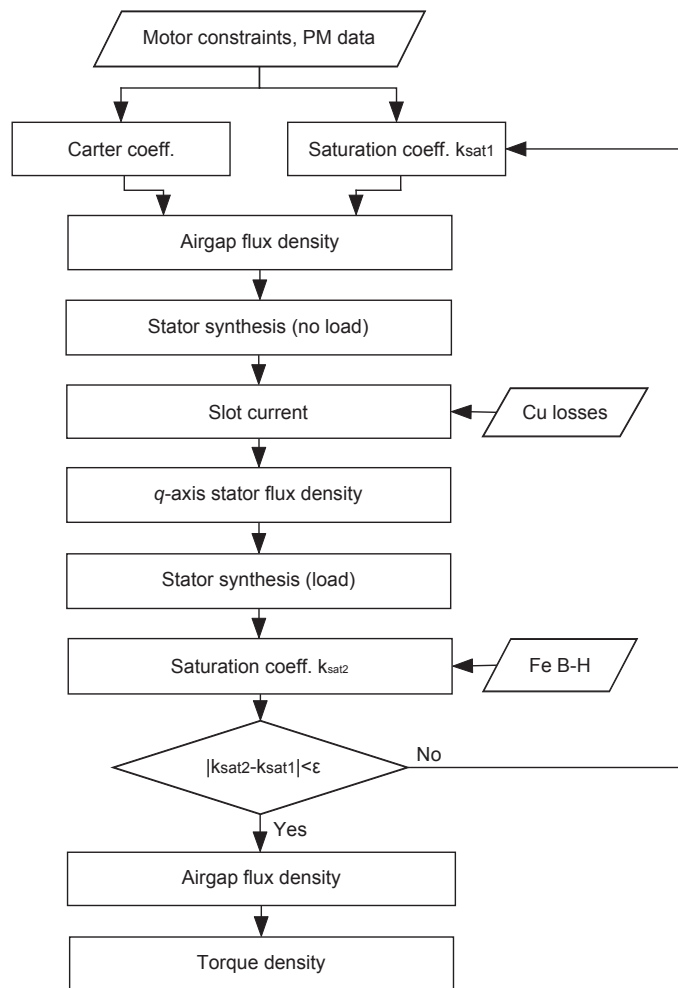 Motor constraints, PM data
Carter coeff.
Saturation coeff. ksat1
Airgap flux density
Stator synthesis (no load)
Slot current
Cu losses
q-axis stator flux density
Stator synthesis (load)
Saturation coeff. ksat2
Fe B-H
|ksat2-ksat1|<ε
No
Yes
Airgap flux density
Torque density